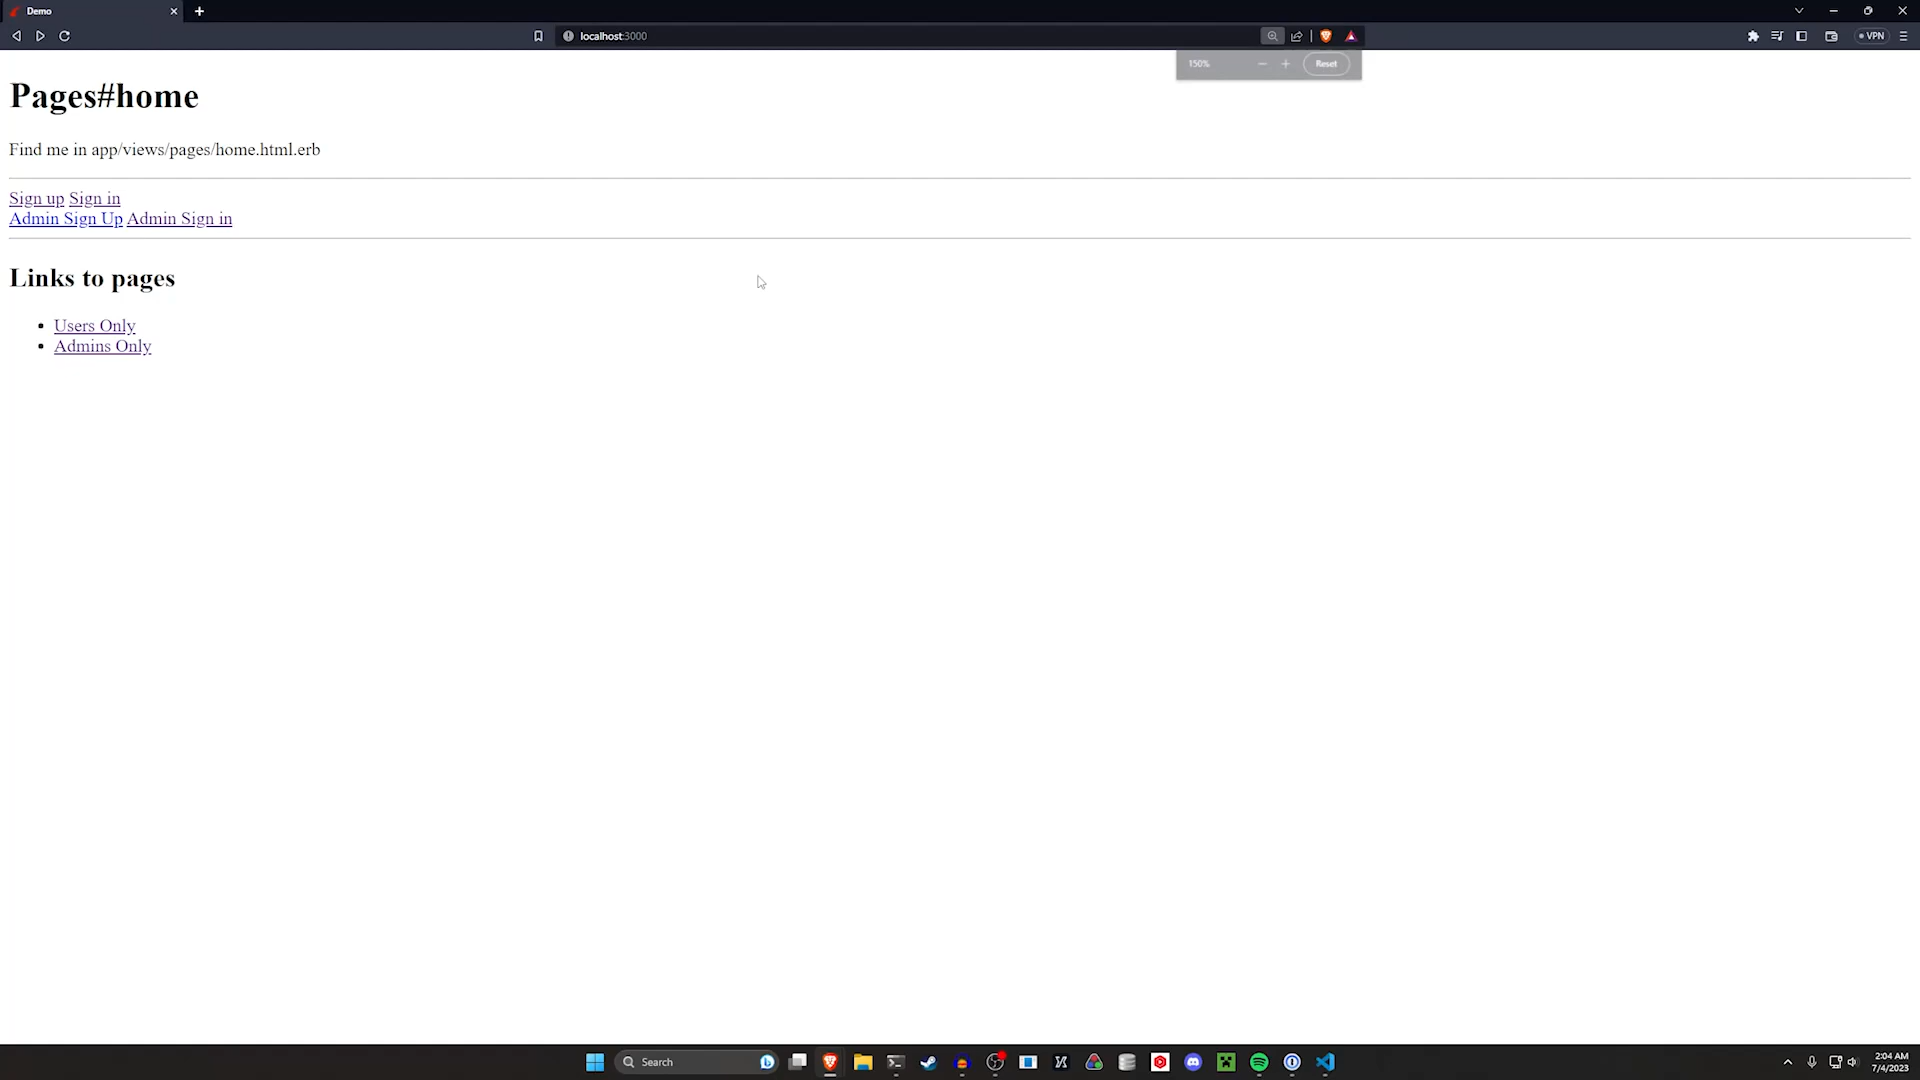 Demo
localhost:3000
VPN
150%
Reset
Pages#home
Find me in app/views/pages/home.html.erb
Sign up Sign in
Admin Sign Up Admin Sign in
Links to pages
Users Only
Admins Only
Search
2:04 AM
7/4/2023